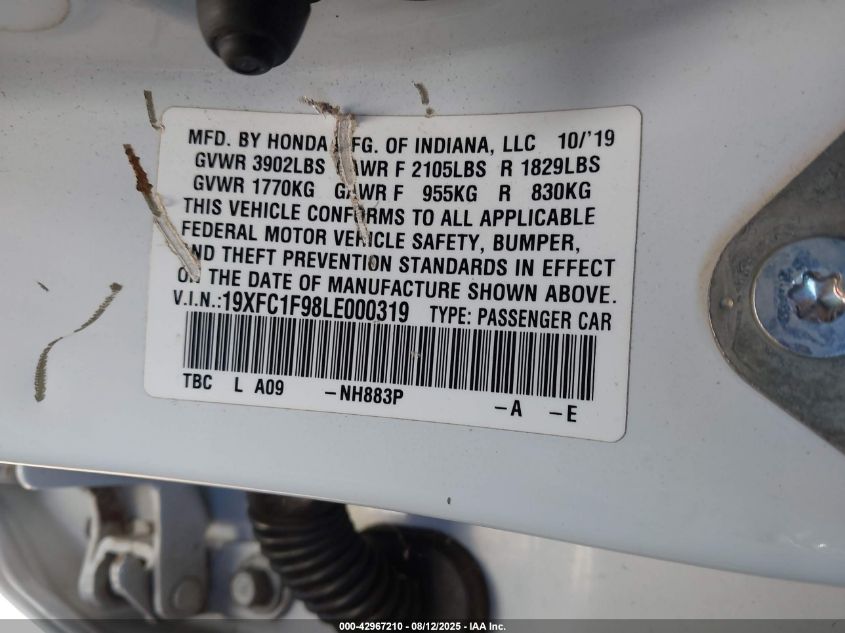 MFD. BY HONDA MFG. OF INDIANA, LLC 10/'19
GVWR 3902LBS GAWR F 2105LBS R 1829LBS
GVWR 1770KG GAWR F 955KG R 830KG
THIS VEHICLE CONFORMS TO ALL APPLICABLE
FEDERAL MOTOR VEHICLE SAFETY, BUMPER,
AND THEFT PREVENTION STANDARDS IN EFFECT
ON THE DATE OF MANUFACTURE SHOWN ABOVE.
V.I.N.:19XFC1F98LE000319 TYPE: PASSENGER CAR
TBC L A09 -NH883P -A -E
000-42967210 - 08/12/2025 - IAA Inc.